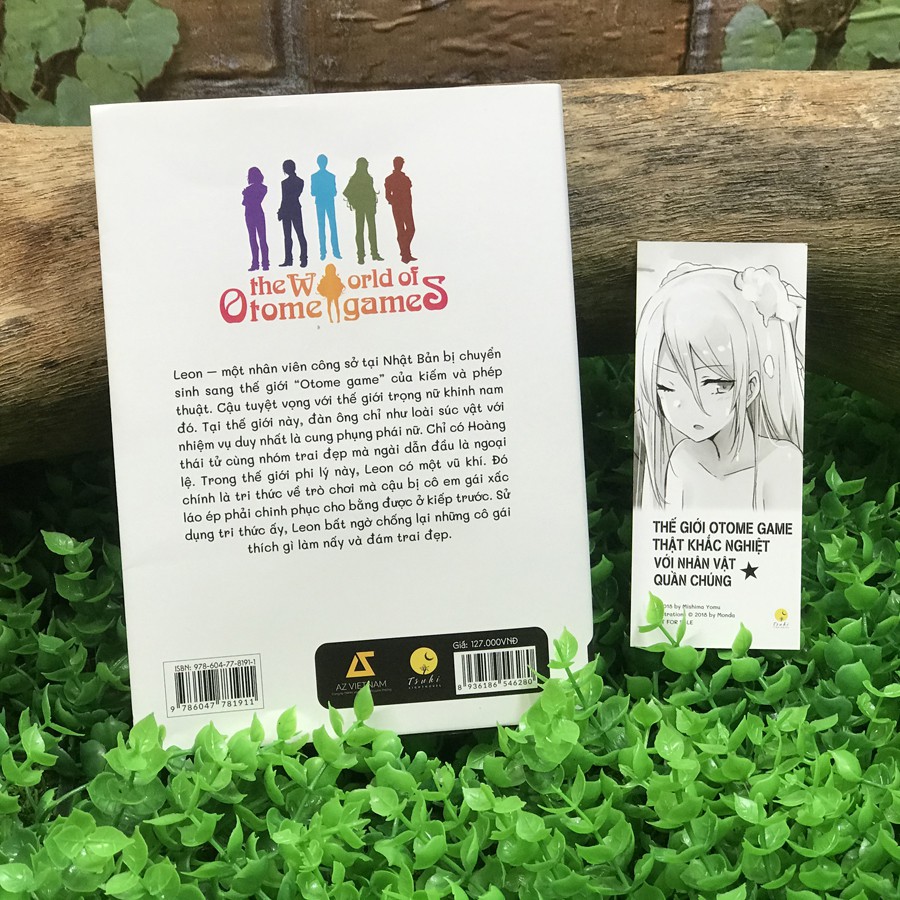 the World of
Otome games
Leon — một nhân viên công sở tại Nhật Bản bị chuyển
sinh sang thế giới “Otome game” của kiếm và phép
thuật. Cậu tuyệt vọng với thế giới trọng nữ khinh nam
đó. Tại thế giới này, đàn ông chỉ như loài súc vật với
nhiệm vụ duy nhất là cung phụng phái nữ. Chỉ có Hoàng
thái tử cùng nhóm trai đẹp mà ngài dẫn đầu là ngoại
lệ. Trong thế giới phi lý này, Leon có một vũ khí. Đó
chính là tri thức về trò chơi mà cậu bị cô em gái xấc
láo ép phải chinh phục cho bằng được ở kiếp trước. Sử
dụng tri thức ấy, Leon bất ngờ chống lại những cô gái
thích gì làm nấy và đám trai đẹp.
ISBN: 978-604-77-8191-1
9 786047 781911
AZ VIETNAM
Tsuki
LIGHTNOVEL
Giá: 127.000VNĐ
8 936186 546280
THẾ GIỚI OTOME GAME
THẬT KHẮC NGHIỆT
VỚI NHÂN VẬT
QUẦN CHÚNG
2018 by Mishima Yomu
© 2018 by Monda
FOR
Tsuki